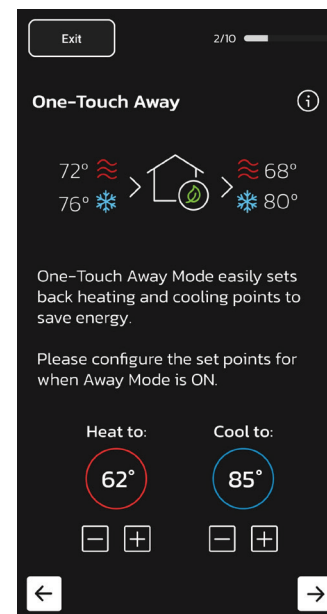 Exit
2/10
One-Touch Away
72° 68°
76° 80°
One-Touch Away Mode easily sets
back heating and cooling points to
save energy.
Please configure the set points for
when Away Mode is ON.
Heat to: Cool to:
62° 85°